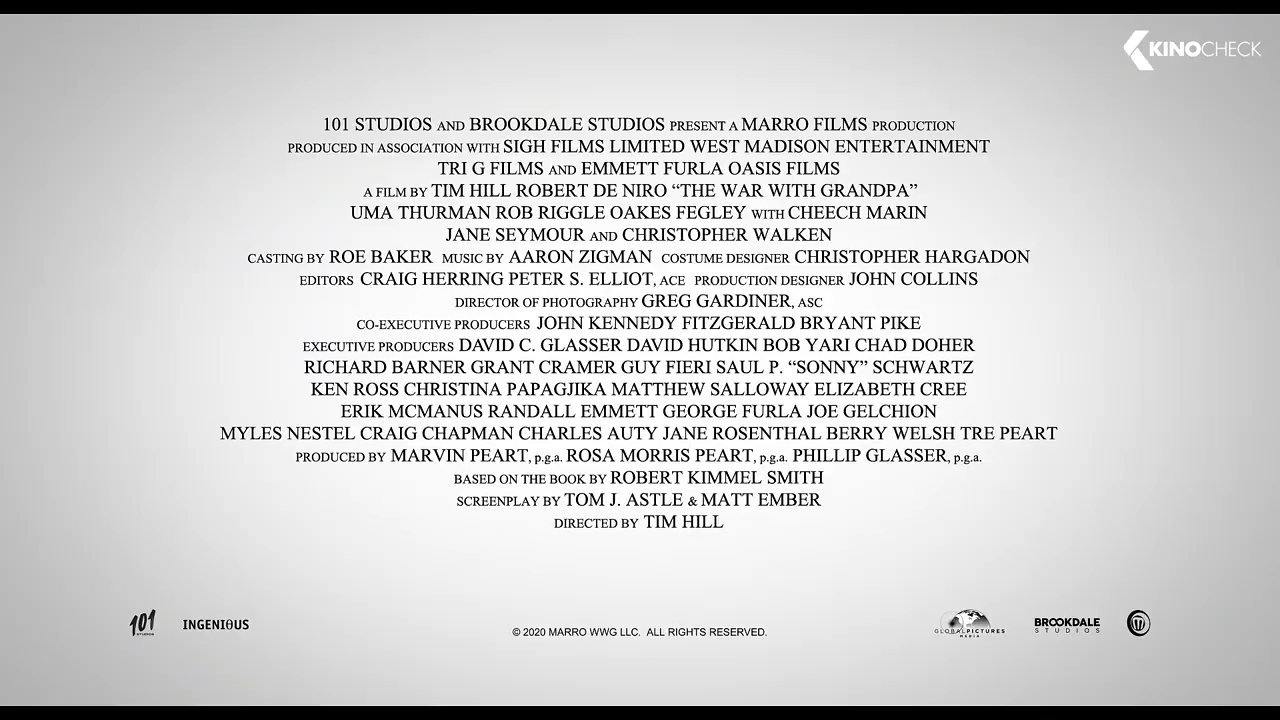 KINOCHECK
101 STUDIOS AND BROOKDALE STUDIOS PRESENT A MARRO FILMS PRODUCTION
PRODUCED IN ASSOCIATION WITH SIGH FILMS LIMITED WEST MADISON ENTERTAINMENT
TRI G FILMS AND EMMETT FURLA OASIS FILMS
A FILM BY TIM HILL ROBERT DE NIRO “THE WAR WITH GRANDPA”
UMA THURMAN ROB RIGGLE OAKES FEGLEY WITH CHEECH MARIN
JANE SEYMOUR AND CHRISTOPHER WALKEN
CASTING BY ROE BAKER MUSIC BY AARON ZIGMAN COSTUME DESIGNER CHRISTOPHER HARGADON
EDITORS CRAIG HERRING PETER S. ELLIOT, ACE PRODUCTION DESIGNER JOHN COLLINS
DIRECTOR OF PHOTOGRAPHY GREG GARDINER, ASC
CO-EXECUTIVE PRODUCERS JOHN KENNEDY FITZGERALD BRYANT PIKE
EXECUTIVE PRODUCERS DAVID C. GLASSER DAVID HUTKIN BOB YARI CHAD DOHER
RICHARD BARNER GRANT CRAMER GUY FIERI SAUL P. “SONNY” SCHWARTZ
KEN ROSS CHRISTINA PAPAGJIKA MATTHEW SALLOWAY ELIZABETH CREE
ERIK MCMANUS RANDALL EMMETT GEORGE FURLA JOE GELCHION
MYLES NESTEL CRAIG CHAPMAN CHARLES AUTY JANE ROSENTHAL BERRY WELSH TRE PEART
PRODUCED BY MARVIN PEART, p.g.a. ROSA MORRIS PEART, p.g.a. PHILLIP GLASSER, p.g.a.
BASED ON THE BOOK BY ROBERT KIMMEL SMITH
SCREENPLAY BY TOM J. ASTLE & MATT EMBER
DIRECTED BY TIM HILL
101 STUDIOS
INGENIOUS
© 2020 MARRO WWG LLC. ALL RIGHTS RESERVED.
GLOBALPICTURES MEDIA
BROOKDALE STUDIOS